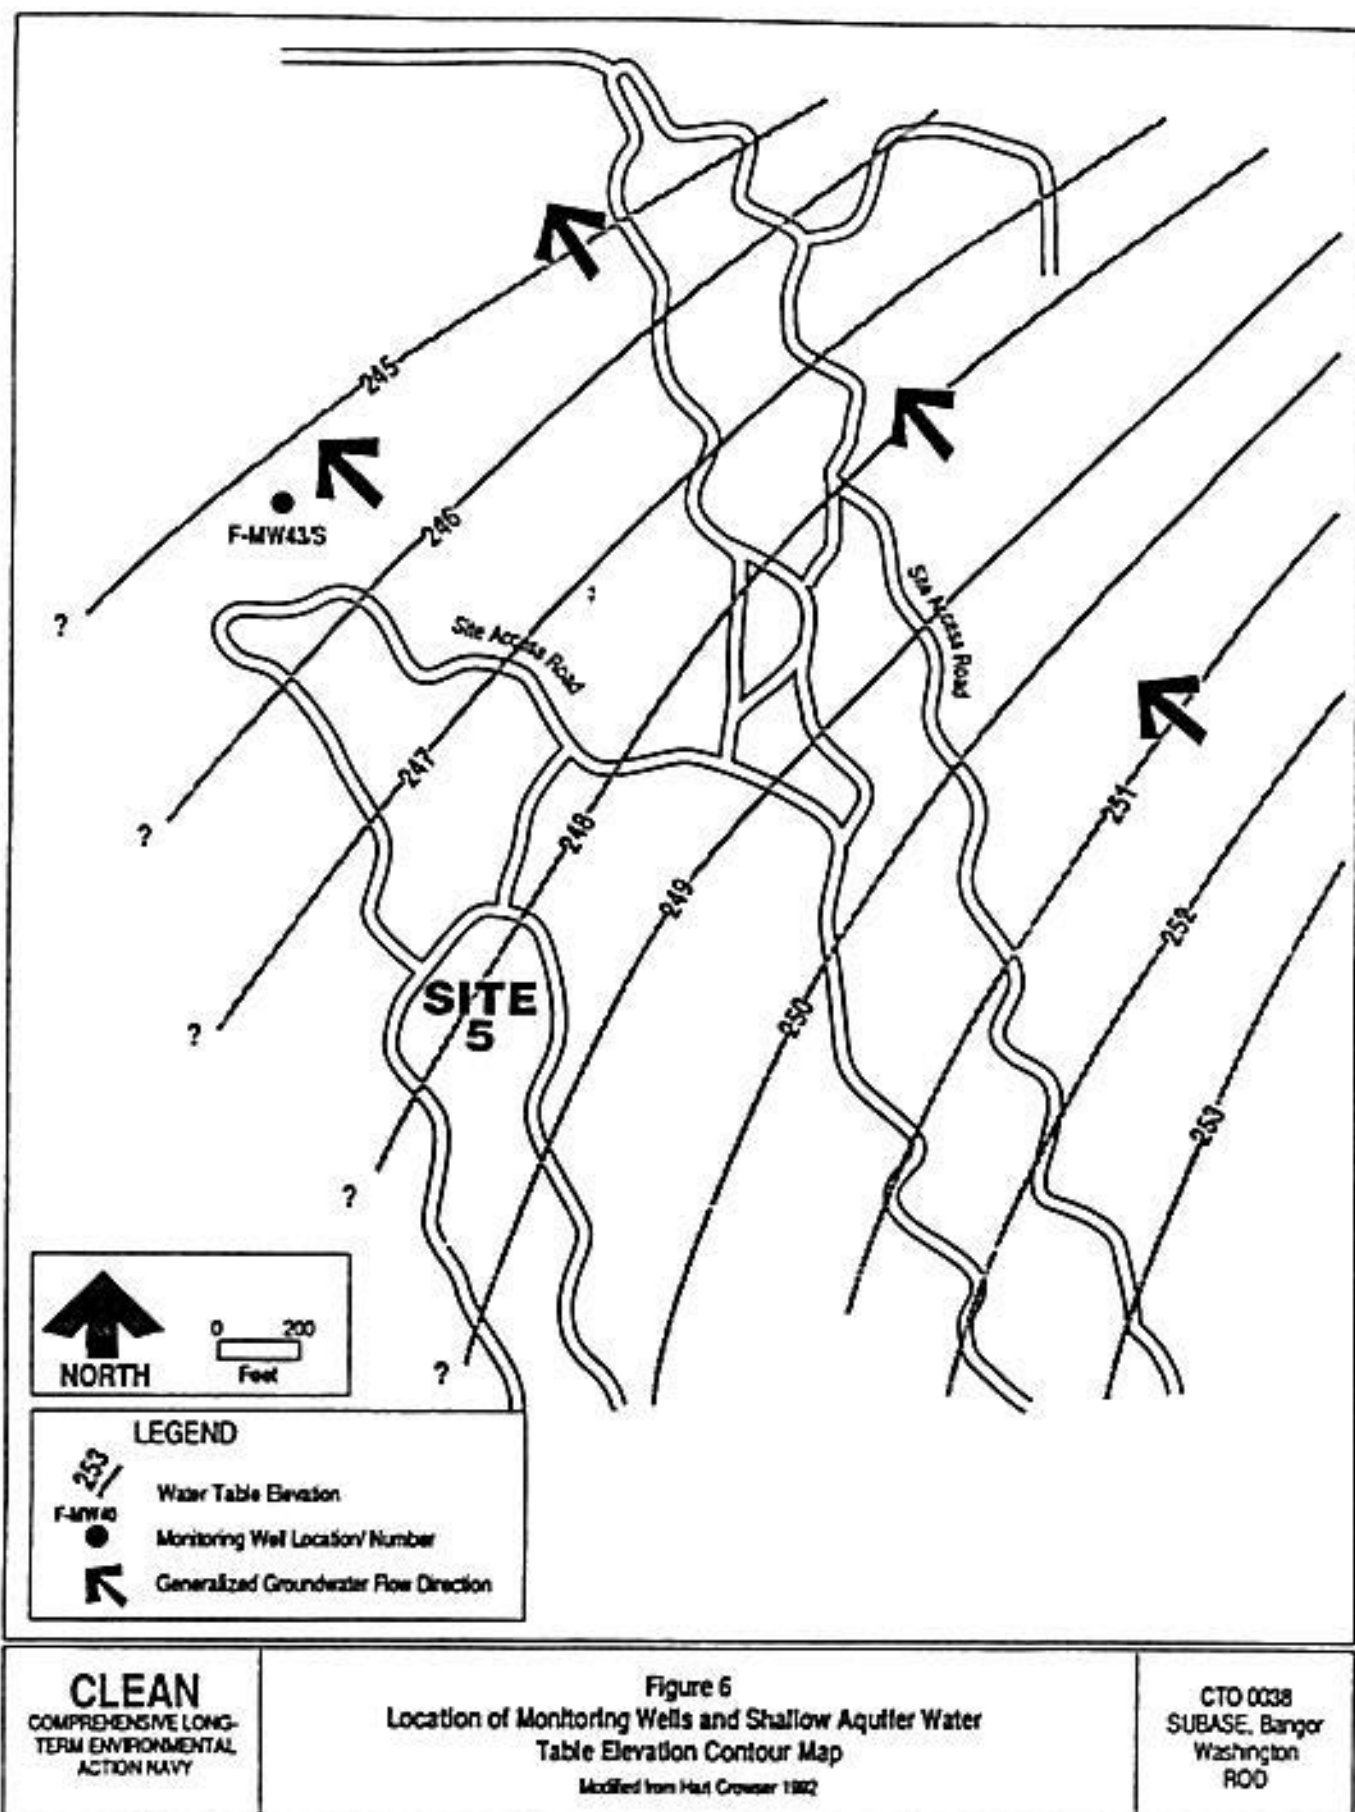 245
F-MW43/S
246
?
Site Access Road
Site Access Road
247
?
251
248
249
252
SITE
5
250
?
253
?
NORTH
0 200
Feet
?
LEGEND
253
Water Table Elevation
F-MW40
Monitoring Well Location/ Number
Generalized Groundwater Flow Direction
CLEAN
COMPREHENSIVE LONG-
TERM ENVIRONMENTAL
ACTION NAVY
Figure 6
Location of Monitoring Wells and Shallow Aquifer Water
Table Elevation Contour Map
Modified from Hart Crowser 1992
CTO 0038
SUBASE, Bangor
Washington
ROD